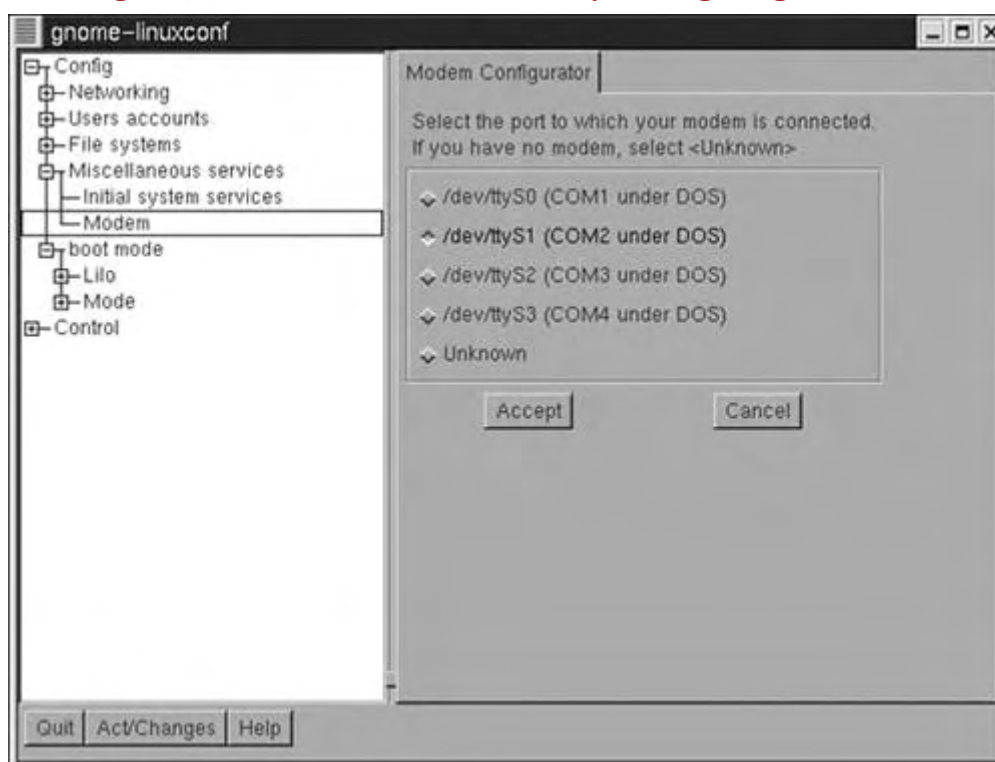 gnome-linuxconf
Config
Networking
Users accounts
File systems
Miscellaneous services
Initial system services
Modem
boot mode
Lilo
Mode
Control
Modem Configurator
Select the port to which your modem is connected.
If you have no modem, select <Unknown>
/dev/ttyS0 (COM1 under DOS)
/dev/ttyS1 (COM2 under DOS)
/dev/ttyS2 (COM3 under DOS)
/dev/ttyS3 (COM4 under DOS)
Unknown
Accept Cancel
Quit Act/Changes Help